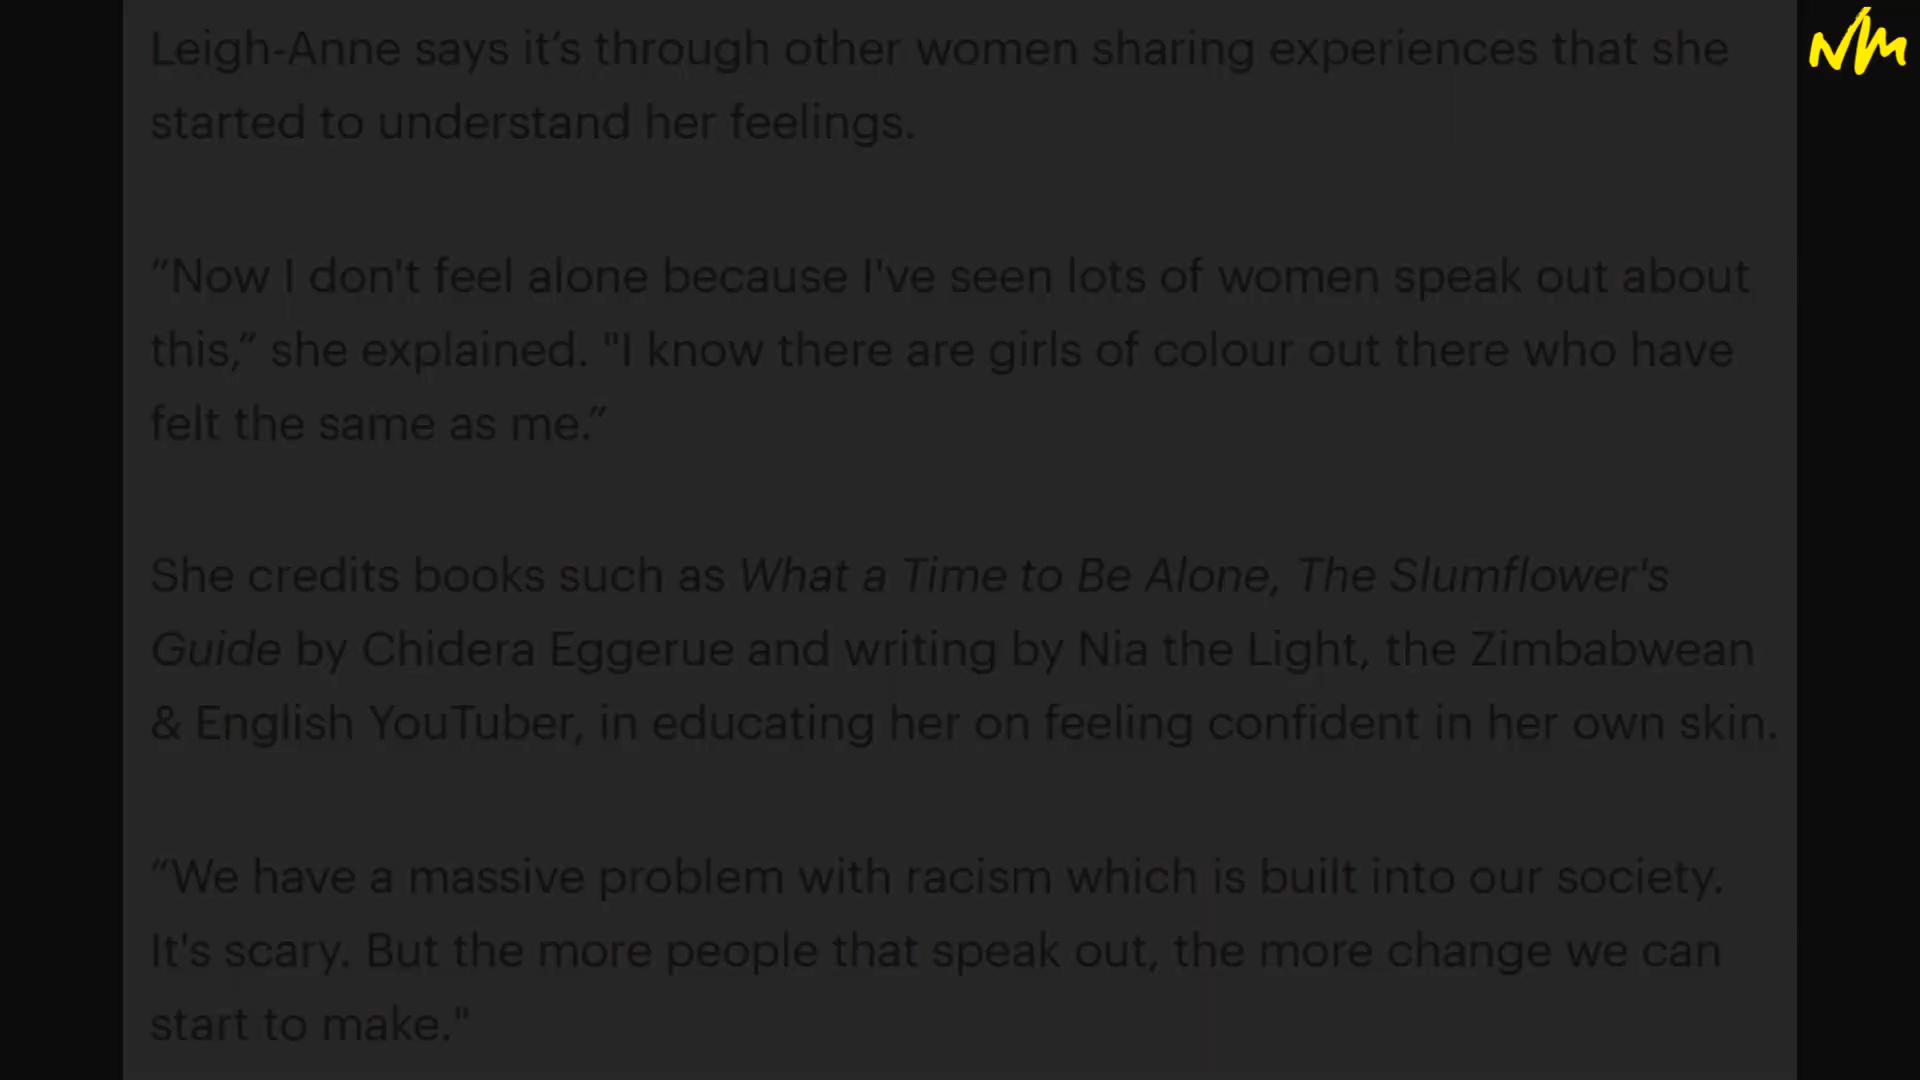 Leigh-Anne says it’s through other women sharing experiences that she
started to understand her feelings.
“Now I don't feel alone because I've seen lots of women speak out about
this,” she explained. "I know there are girls of colour out there who have
felt the same as me.”
She credits books such as What a Time to Be Alone, The Slumflower's
Guide by Chidera Eggerue and writing by Nia the Light, the Zimbabwean
& English YouTuber, in educating her on feeling confident in her own skin.
“We have a massive problem with racism which is built into our society.
It's scary. But the more people that speak out, the more change we can
start to make."
NM